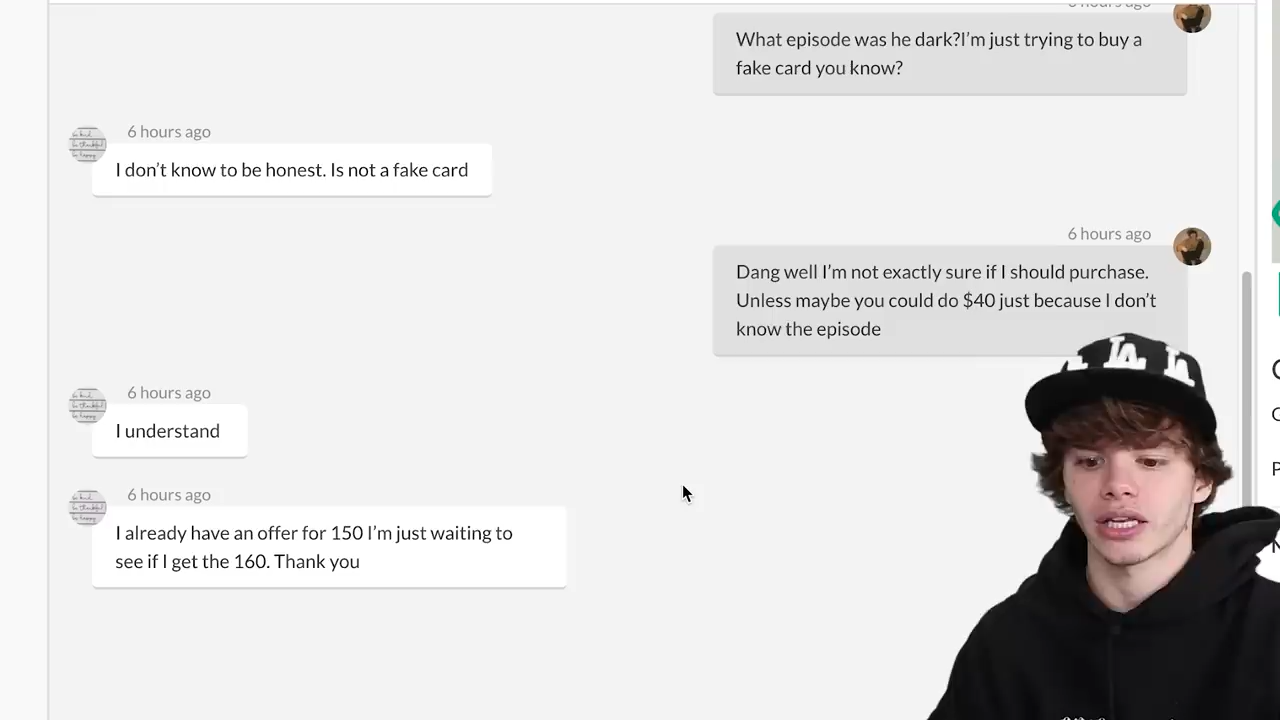 What episode was he dark?I'm just trying to buy a
fake card you know?
6 hours ago
I don't know to be honest. Is not a fake card
6 hours ago
Dang well I'm not exactly sure if I should purchase.
Unless maybe you could do $40 just because I don't
know the episode
6 hours ago
I understand
6 hours ago
I already have an offer for 150 I'm just waiting to
see if I get the 160. Thank you
LA